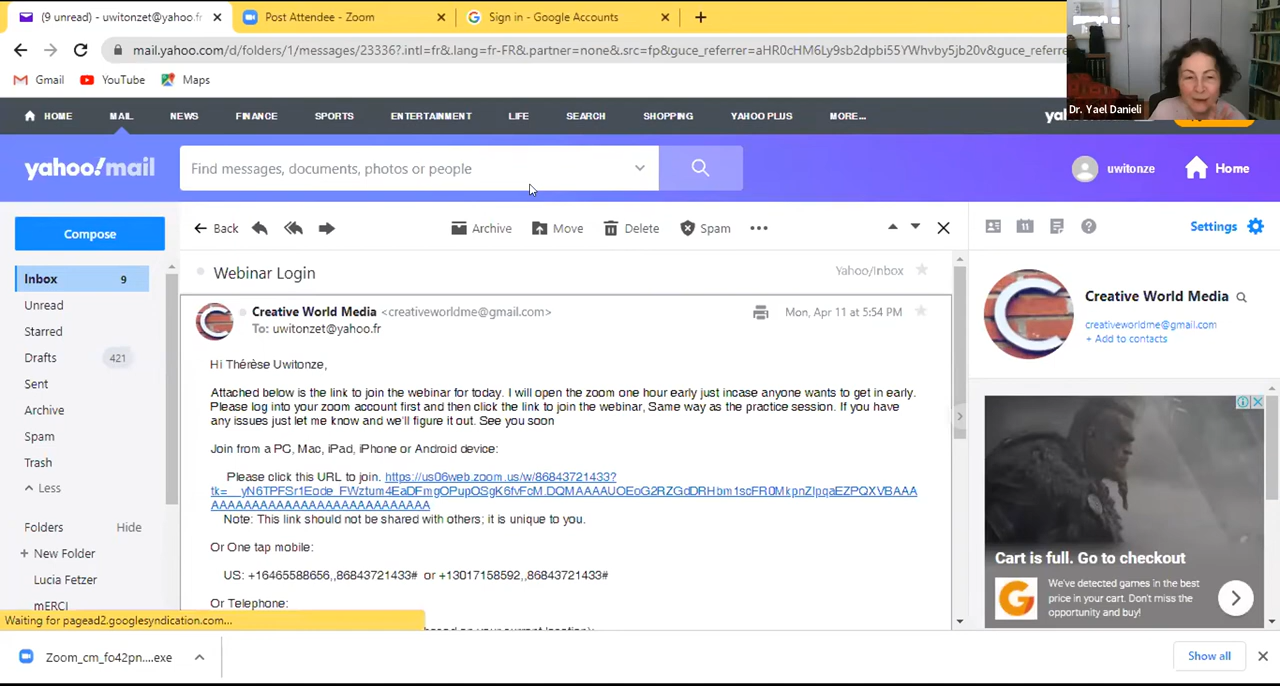 (9 unread) - uwitonzet@yahoo.f
Post Attendee - Zoom
Sign in - Google Accounts
mail.yahoo.com/d/folders/1/messages/23336?.intl=fr&.lang=fr-FR&.partner=none&.src=fp&guce_referrer=aHR0cHM6Ly9sb2dpbi55YWhvby5jb20v&guce_refer
Gmail YouTube Maps
Dr. Yael Danieli
HOME MAIL NEWS FINANCE SPORTS ENTERTAINMENT LIFE SEARCH SHOPPING YAHOO PLUS MORE...
yahoo!mail
Find messages, documents, photos or people
uwitonze
Home
Compose
Back
Archive Move Delete Spam
Settings
Inbox 9
Unread
Starred
Drafts 421
Sent
Archive
Spam
Trash
Less
Folders Hide
+ New Folder
Lucia Fetzer
mERCI
Webinar Login
Yahoo/Inbox
Creative World Media <creativeworldme@gmail.com>
Mon, Apr 11 at 5:54 PM
To: uwitonzet@yahoo.fr
Hi Thérèse Uwitonze,
Attached below is the link to join the webinar for today. I will open the zoom one hour early just incase anyone wants to get in early.
Please log into your zoom account first and then click the link to join the webinar, Same way as the practice session. If you have
any issues just let me know and we'll figure it out. See you soon
Join from a PC, Mac, iPad, iPhone or Android device:
Please click this URL to join. https://us06web.zoom.us/w/86843721433?
Note: This link should not be shared with others; it is unique to you.
Or One tap mobile:
US: +16465588656,,86843721433# or +13017158592,,86843721433#
Or Telephone:
Creative World Media
creativeworldme@gmail.com
+ Add to contacts
Cart is full. Go to checkout
We've detected games in the best
price in your cart. Don't miss the
opportunity and buy!
Waiting for pagead2.googlesyndication.com...
Zoom_cm_fo42pn....exe
Show all